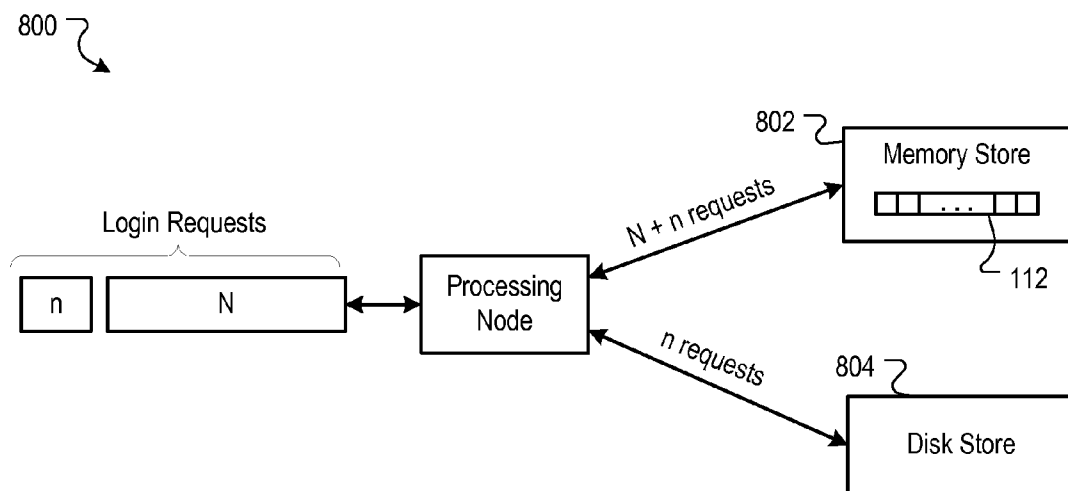 800
802
Memory Store
. . .
N + n requests
112
Login Requests
n
N
Processing
Node
n requests
804
Disk Store